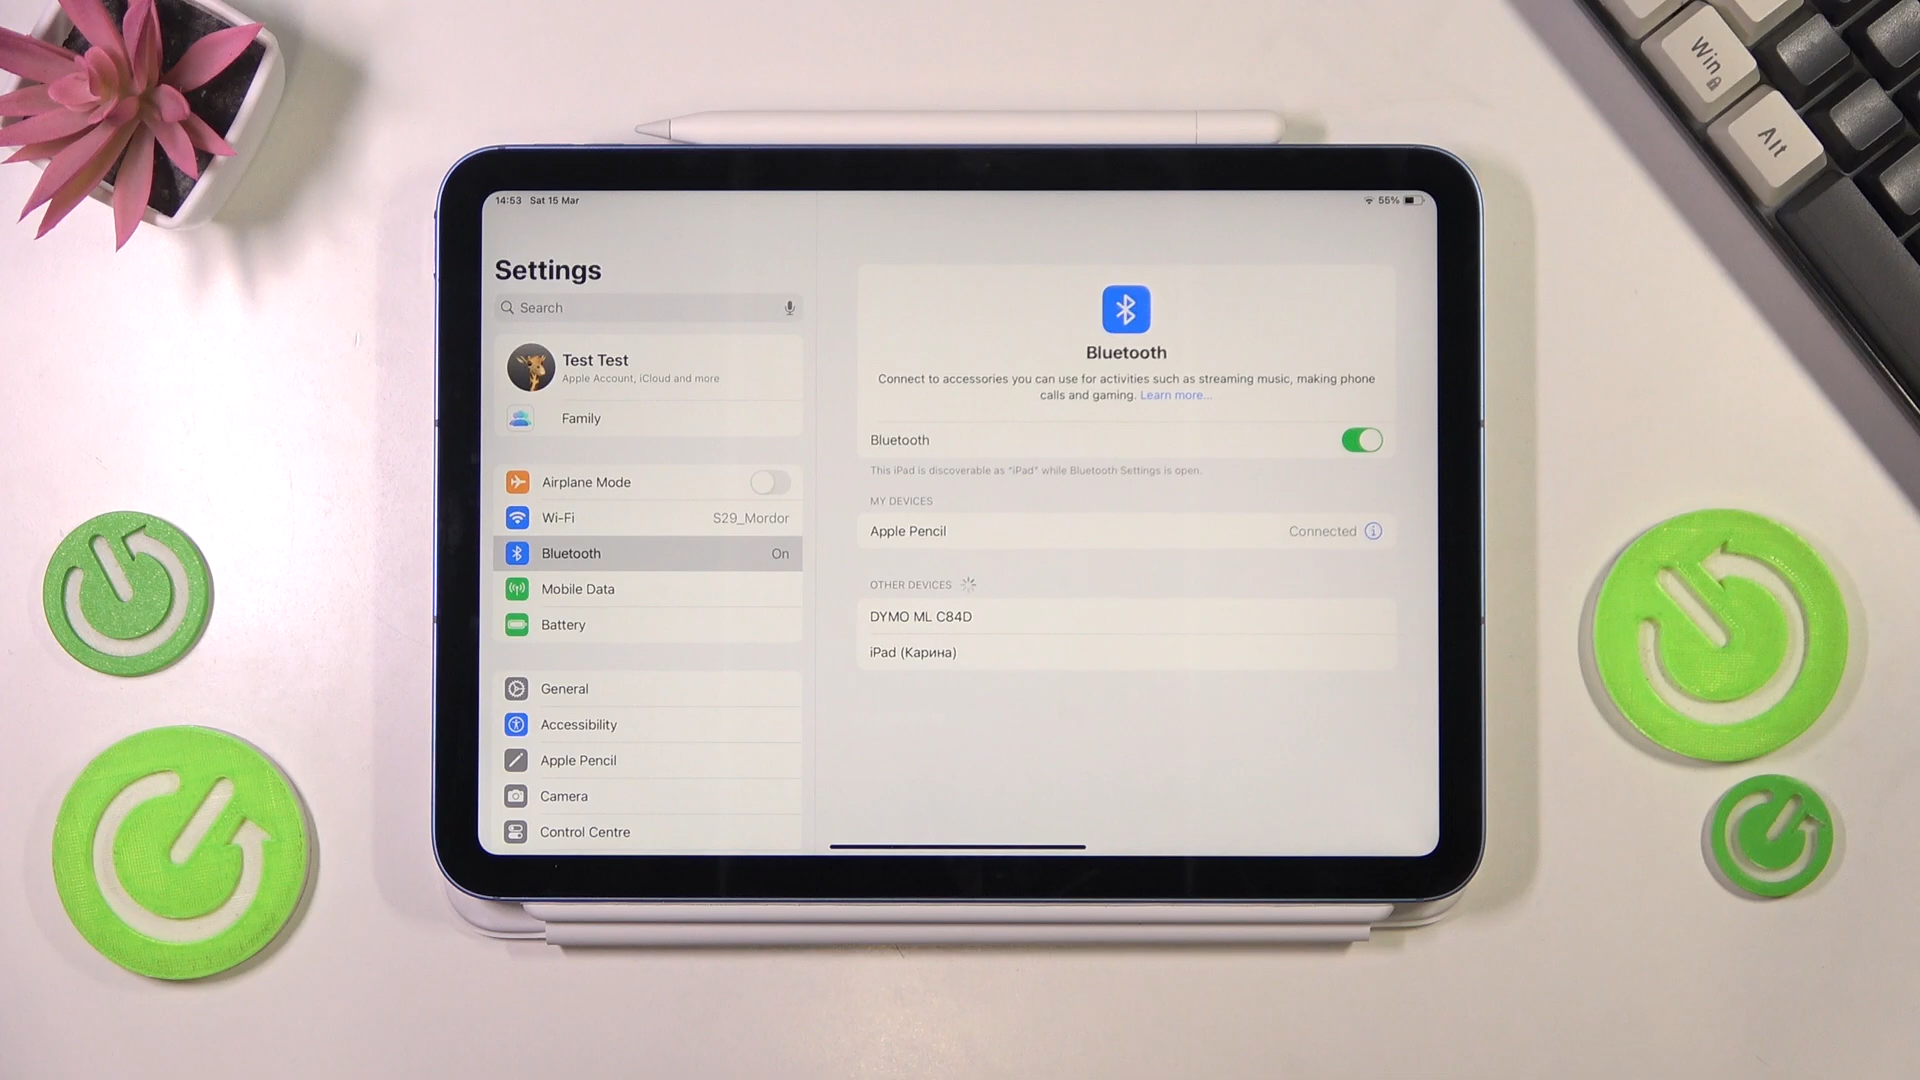 Win
Alt
14:53 Sat 15 Mar
55%
Settings
Search
Test Test
Apple Account, iCloud and more
Family
Airplane Mode
Wi-Fi S29_Mordor
Bluetooth On
Mobile Data
Battery
General
Accessibility
Apple Pencil
Camera
Control Centre
Bluetooth
Connect to accessories you can use for activities such as streaming music, making phone
calls and gaming. Learn more...
Bluetooth
This iPad is discoverable as “iPad” while Bluetooth Settings is open.
MY DEVICES
Apple Pencil Connected
OTHER DEVICES
DYMO ML C84D
iPad (Карина)